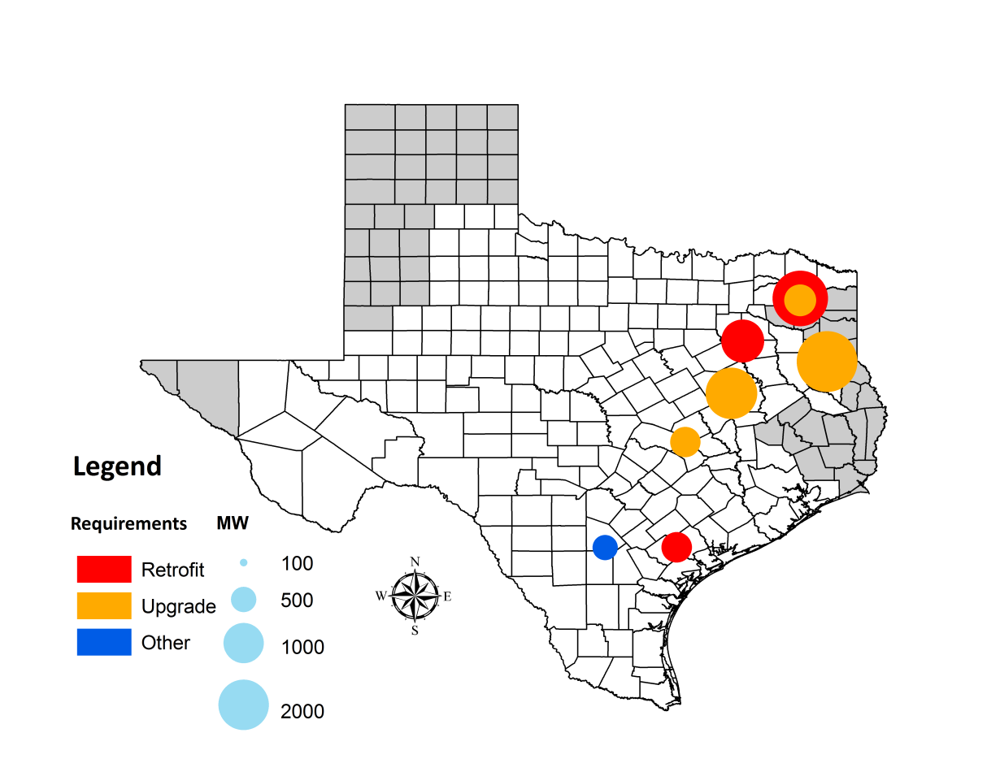 Legend
Requirements MW
Retrofit 100
Upgrade 500
Other 1000
2000
N
W E
S